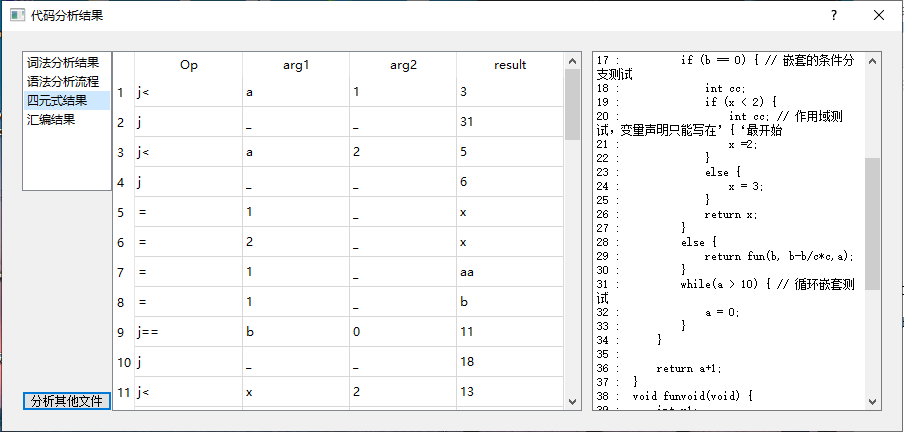 代码分析结果
词法分析结果
语法分析流程
四元式结果
汇编结果
分析其他文件
Op arg1 arg2 result
1 j< a 1 3
2 j _ _ 31
3 j< a 2 5
4 j _ _ 6
5 = 1 _ x
6 = 2 _ x
7 = 1 _ aa
8 = 1 _ b
9 j== b 0 11
10 j _ _ 18
11 j< x 2 13
17 : if (b == 0) { // 嵌套的条件分
支测试
18 : int cc;
19 : if (x < 2) {
20 : int cc; // 作用域测
试，变量声明只能写在’{‘最开始
21 : x =2;
22 : }
23 : else {
24 : x = 3;
25 : }
26 : return x;
27 : }
28 : else {
29 : return fun(b, b-b/c*c,a);
30 : }
31 : while(a > 10) { // 循环嵌套测
试
32 : a = 0;
33 : }
34 : }
35 :
36 : return a+1;
37 : }
38 : void funvoid(void) {